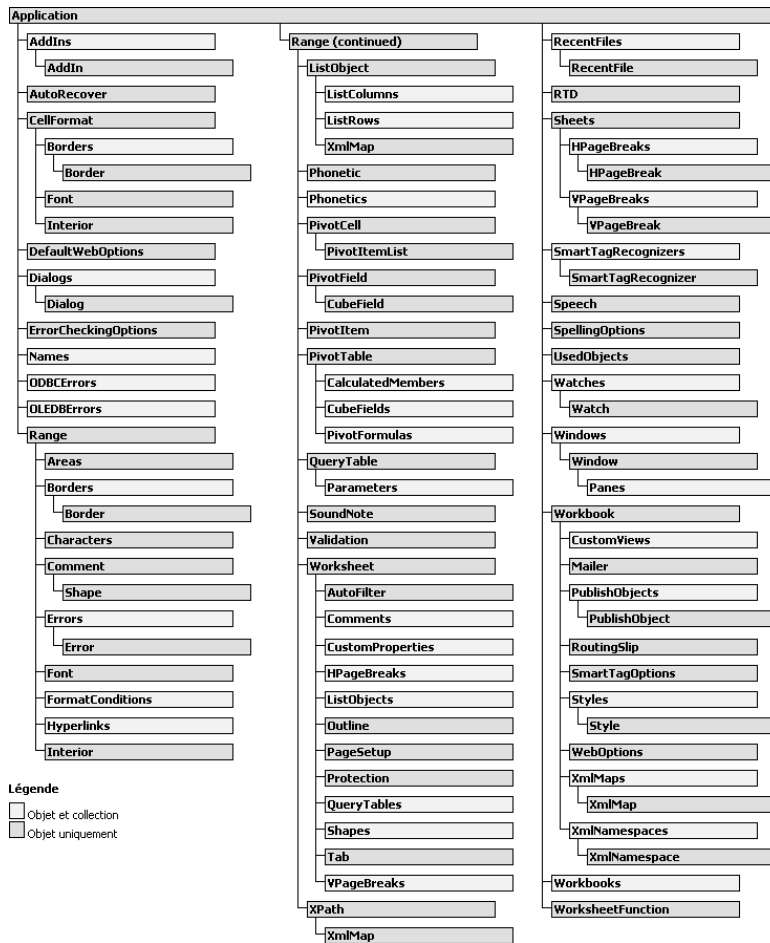 Application
AddIns
AddIn
AutoRecover
CellFormat
Borders
Border
Font
Interior
DefaultWebOptions
Dialogs
Dialog
ErrorCheckingOptions
Names
ODBCErrors
OLEDBErrors
Range
Areas
Borders
Border
Characters
Comment
Shape
Errors
Error
Font
FormatConditions
Hyperlinks
Interior
Légende
Objet et collection
Objet uniquement
Range (continued)
ListObject
ListColumns
ListRows
XmlMap
Phonetic
Phonetics
PivotCell
PivotItemList
PivotField
CubeField
PivotItem
PivotTable
CalculatedMembers
CubeFields
PivotFormulas
QueryTable
Parameters
SoundNote
Validation
Worksheet
AutoFilter
Comments
CustomProperties
HPageBreaks
ListObjects
Outline
PageSetup
Protection
QueryTables
Shapes
Tab
VPageBreaks
XPath
XmlMap
RecentFiles
RecentFile
RTD
Sheets
HPageBreaks
HPageBreak
VPageBreaks
VPageBreak
SmartTagRecognizers
SmartTagRecognizer
Speech
SpellingOptions
UsedObjects
Watches
Watch
Windows
Window
Panes
Workbook
CustomViews
Mailer
PublishObjects
PublishObject
RoutingSlip
SmartTagOptions
Styles
Style
WebOptions
XmlMaps
XmlMap
XmlNamespaces
XmlNamespace
Workbooks
WorksheetFunction